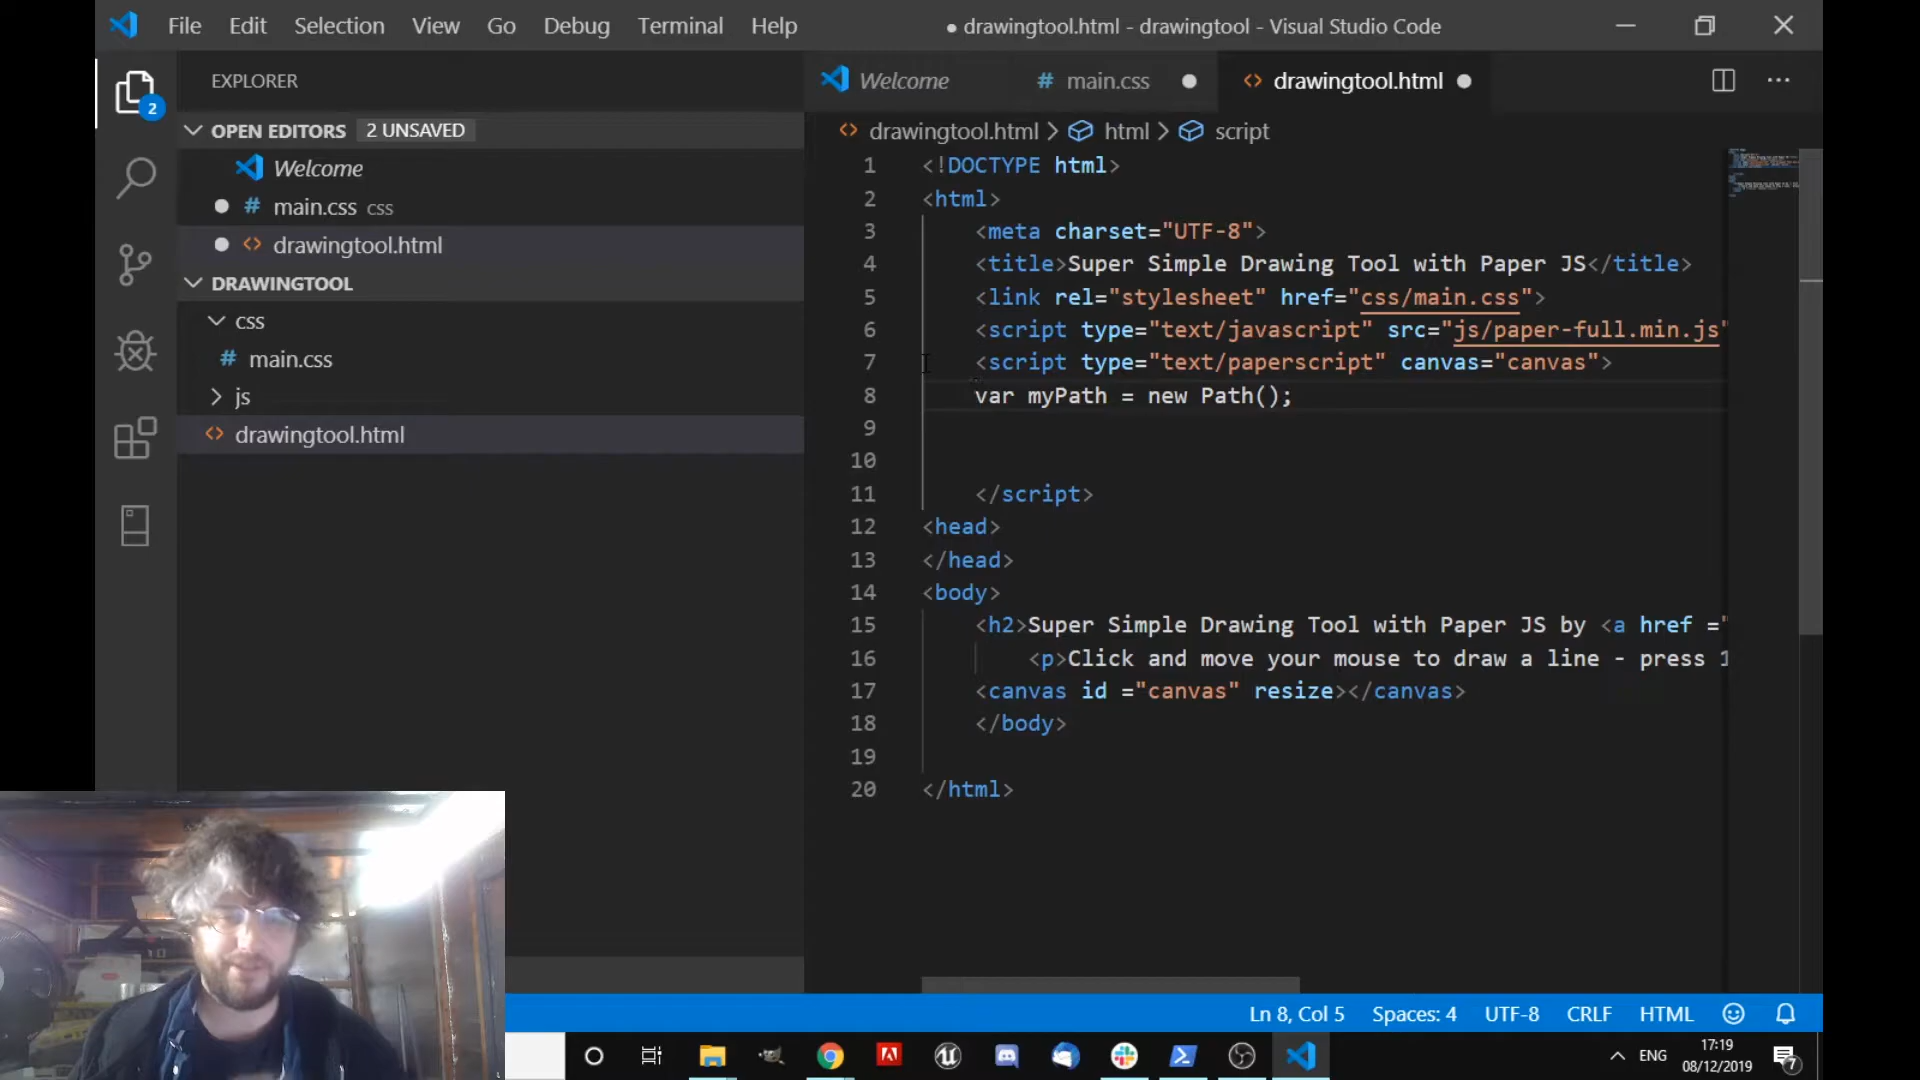 File Edit Selection View Go Debug Terminal Help
● drawingtool.html - drawingtool - Visual Studio Code
2
EXPLORER
OPEN EDITORS 2 UNSAVED
Welcome
# main.css css
<> drawingtool.html
DRAWINGTOOL
css
# main.css
js
<> drawingtool.html
Welcome # main.css <> drawingtool.html
<> drawingtool.html > html > script
1 <!DOCTYPE html>
2 <html>
3 <meta charset="UTF-8">
4 <title>Super Simple Drawing Tool with Paper JS</title>
5 <link rel="stylesheet" href="css/main.css">
6 <script type="text/javascript" src="js/paper-full.min.js"
7 <script type="text/paperscript" canvas="canvas">
8 var myPath = new Path();
9
10
11 </script>
12 <head>
13 </head>
14 <body>
15 <h2>Super Simple Drawing Tool with Paper JS by <a href ="
16 <p>Click and move your mouse to draw a line - press 1
17 <canvas id ="canvas" resize></canvas>
18 </body>
19
20 </html>
Ln 8, Col 5 Spaces: 4 UTF-8 CRLF HTML
ENG
17:19
08/12/2019
7